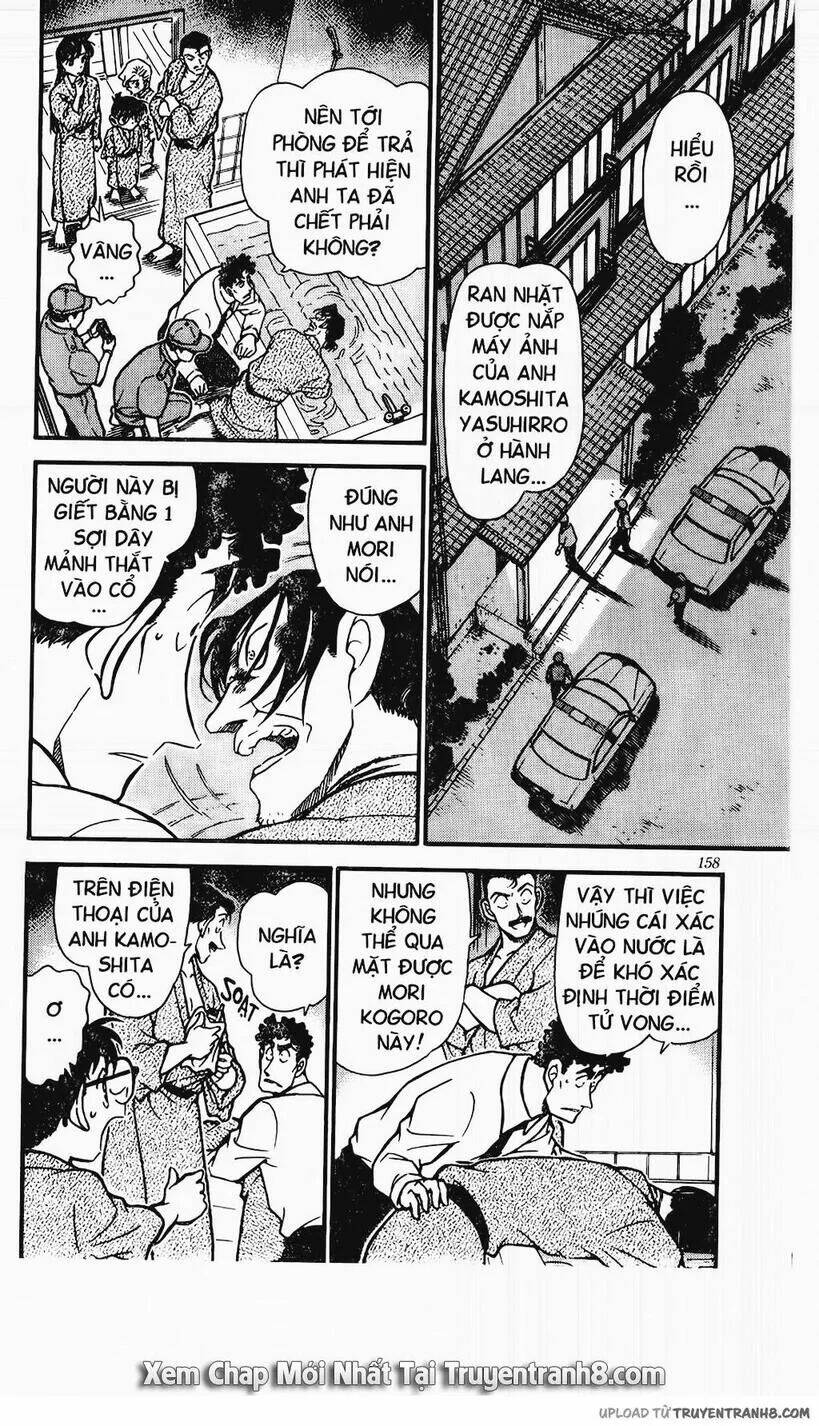 HIỂU
RỒI
...
RAN NHẶT
ĐƯỢC NẮP
MÁY ẢNH
CỦA ANH
KAMOSHITA
YASUHIRRO
Ở HÀNH
LANG...
NÊN TỚI
PHÒNG ĐỂ TRẢ
THÌ PHÁT HIỆN
ANH TA ĐÃ
CHẾT PHẢI
KHÔNG?
VÂNG
...
ĐÚNG
NHƯ ANH
MORI
NÓI...
NGƯỜI NÀY BỊ
GIẾT BẰNG 1
SỢI DÂY
MẢNH THẮT
VÀO CỔ
...
158
VẬY THÌ VIỆC
NHÚNG CÁI XÁC
VÀO NƯỚC LÀ
ĐỂ KHÓ XÁC
ĐỊNH THỜI ĐIỂM
TỬ VONG...
NHƯNG
KHÔNG
THỂ QUA
MẶT ĐƯỢC
MORI
KOGORO
NÀY!
NGHĨA
LÀ?
SOẠT
TRÊN ĐIỆN
THOẠI CỦA
ANH KAMO-
SHITA
CÓ...
Ơ
...
Xem Chap Mới Nhất Tại Truyentranh8.com
UPLOAD TỪ TRUYENTRANH8.COM